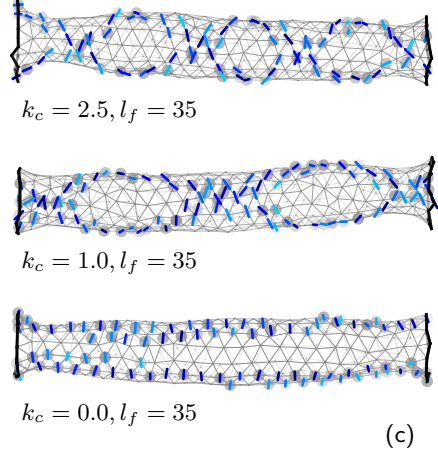 k_c = 2.5, l_f = 35
k_c = 1.0, l_f = 35
k_c = 0.0, l_f = 35
(c)